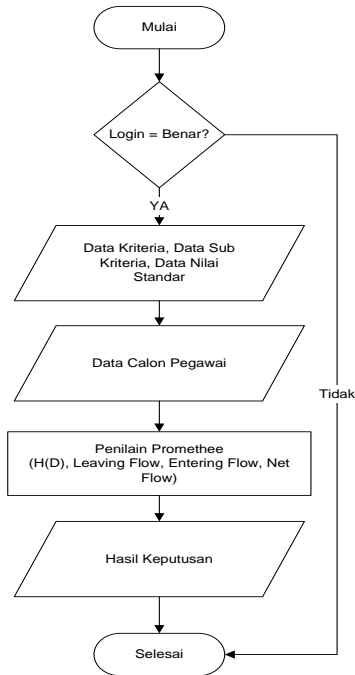 Mulai
Login = Benar?
YA
Data Kriteria, Data Sub
Kriteria, Data Nilai
Standar
Data Calon Pegawai
Tidak
Penilain Promethee
(H(D), Leaving Flow, Entering Flow, Net
Flow)
Hasil Keputusan
Selesai